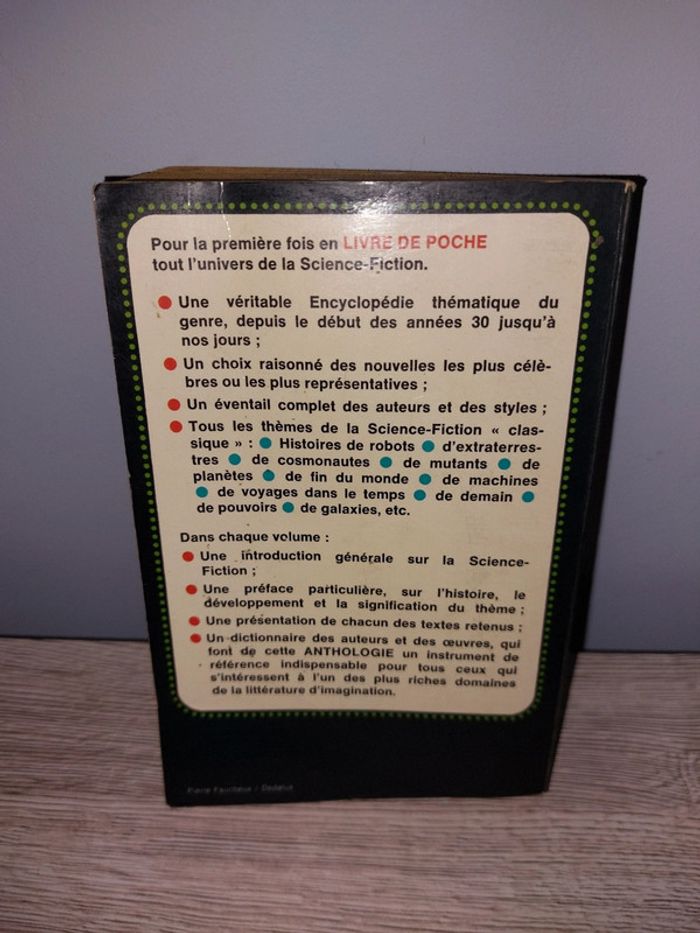 Pour la première fois en LIVRE DE POCHE
tout l'univers de la Science-Fiction.
● Une véritable Encyclopédie thématique du
genre, depuis le début des années 30 jusqu'à
nos jours ;
● Un choix raisonné des nouvelles les plus célè-
bres ou les plus représentatives ;
● Un éventail complet des auteurs et des styles ;
● Tous les thèmes de la Science-Fiction « clas-
sique » : ● Histoires de robots ● d'extraterres-
tres ● de cosmonautes ● de mutants ● de
planètes ● de fin du monde ● de machines
● de voyages dans le temps ● de demain ●
de pouvoirs ● de galaxies, etc.
Dans chaque volume :
● Une introduction générale sur la Science-
Fiction ;
● Une préface particulière, sur l'histoire, le
développement et la signification du thème ;
● Une présentation de chacun des textes retenus ;
● Un dictionnaire des auteurs et des œuvres, qui
font de cette ANTHOLOGIE un instrument de
référence indispensable pour tous ceux qui
s'intéressent à l'un des plus riches domaines
de la littérature d'imagination.